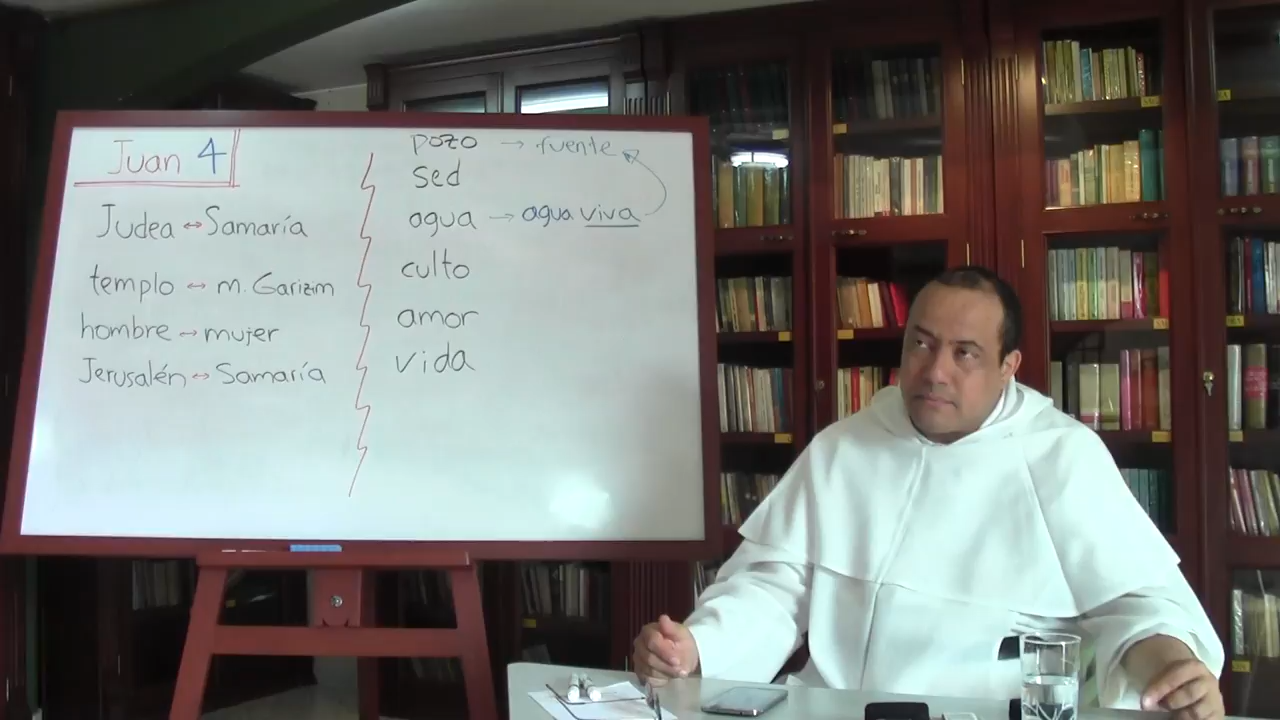 Juan 4
Judea ↔ Samaría
templo ↔ m. Garizim
hombre ↔ mujer
Jerusalén ↔ Samaría
pozo → fuente
sed
agua → agua viva
culto
amor
vida